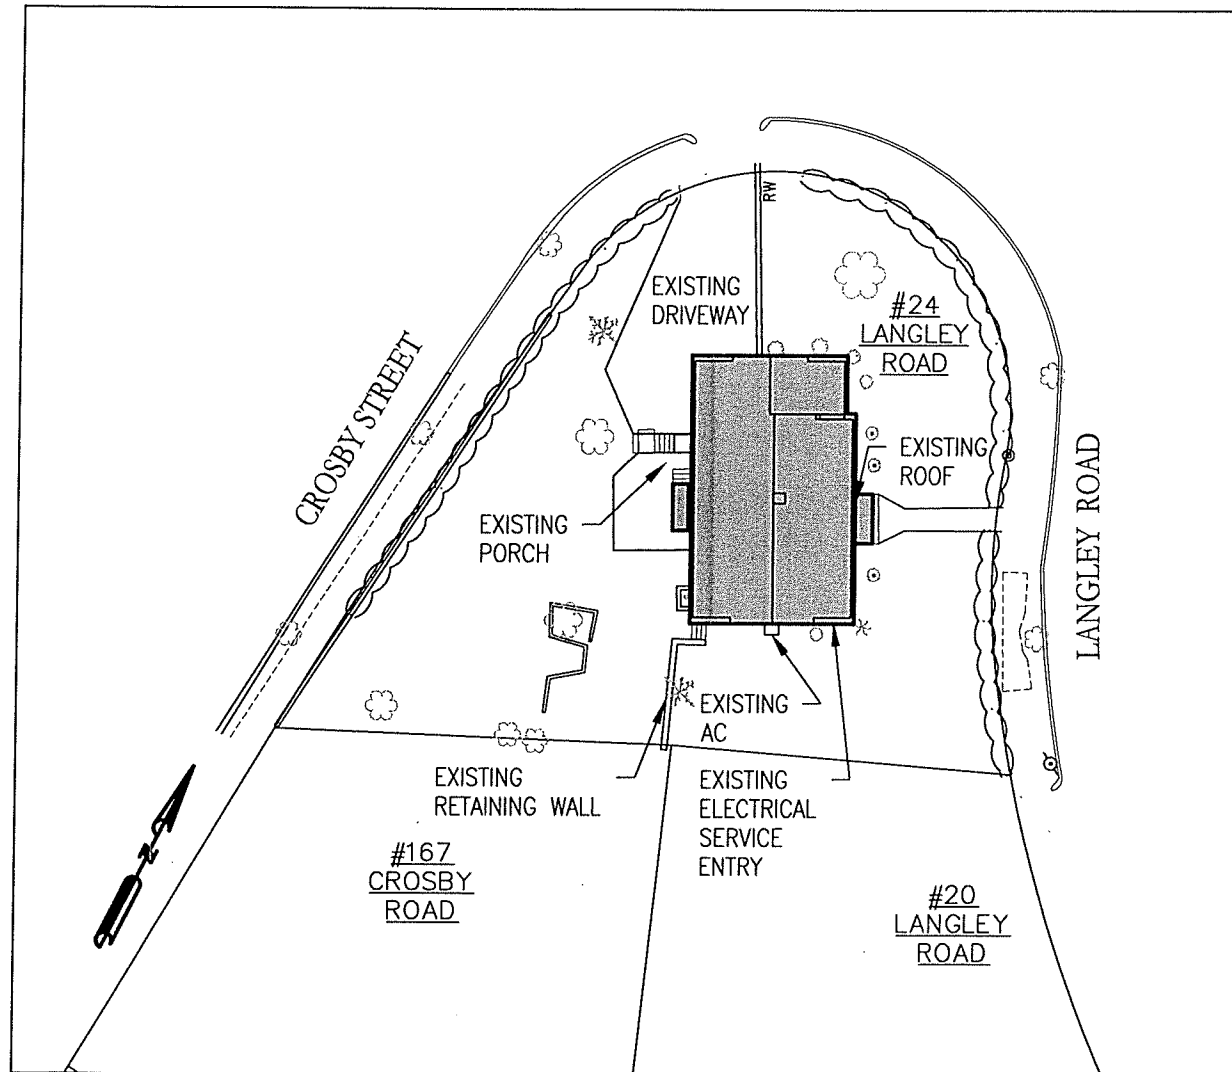 RW
EXISTING
DRIVEWAY
#24
LANGLEY
ROAD
CROSBY STREET
EXISTING
ROOF
LANGLEY ROAD
EXISTING
PORCH
EXISTING
AC
EXISTING
RETAINING WALL
EXISTING
ELECTRICAL
SERVICE
ENTRY
N
#167
CROSBY
ROAD
#20
LANGLEY
ROAD